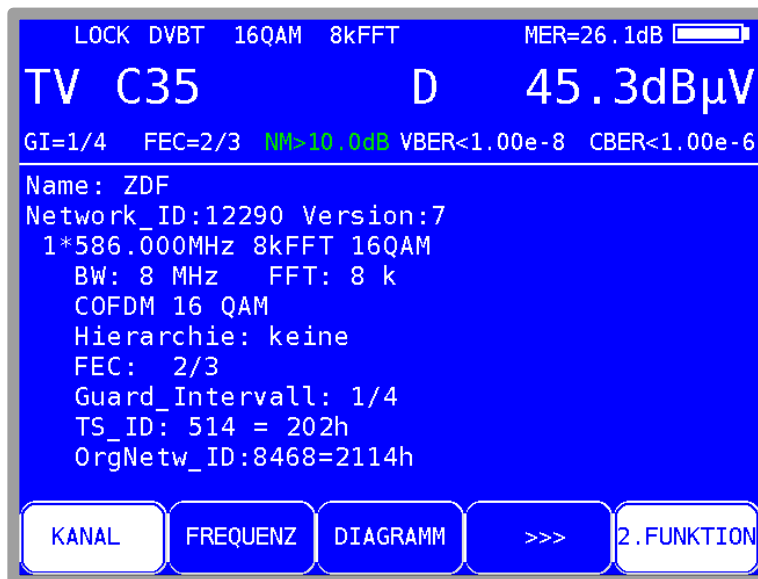 LOCK DVBT 16QAM 8kFFT MER=26.1dB
TV C35 D 45.3dBµV
GI=1/4 FEC=2/3 NM>10.0dB VBER<1.00e-8 CBER<1.00e-6
Name: ZDF
Network_ID:12290 Version:7
1*586.000MHz 8kFFT 16QAM
BW: 8 MHz FFT: 8 k
COFDM 16 QAM
Hierarchie: keine
FEC: 2/3
Guard_Intervall: 1/4
TS_ID: 514 = 202h
OrgNetw_ID:8468=2114h
KANAL FREQUENZ DIAGRAMM >>> 2.FUNKTION